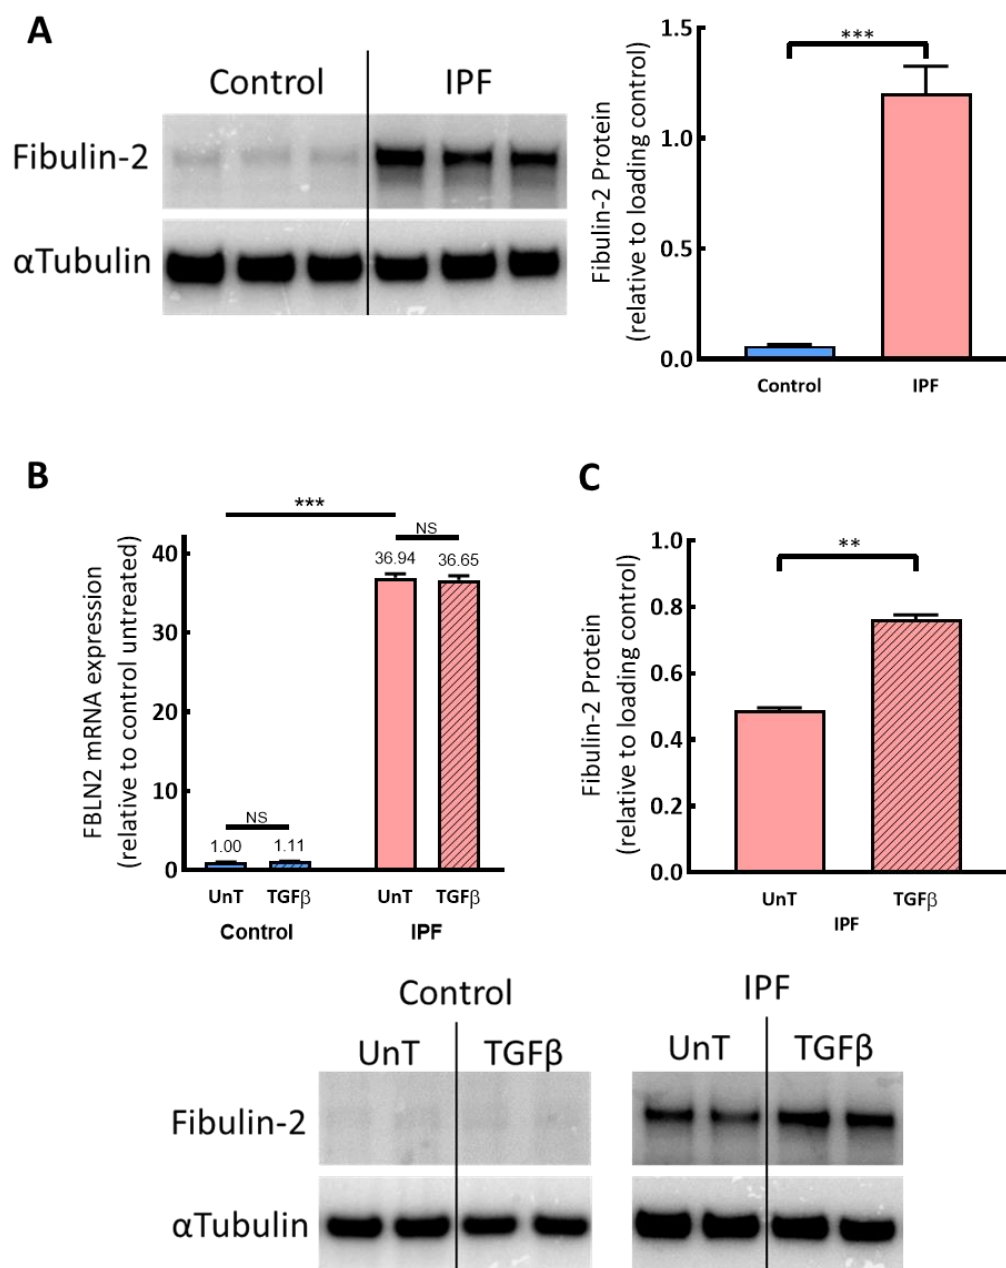 A
Control IPF
Fibulin-2
αTubulin
Fibulin-2 Protein
(relative to loading control)
1.5
1.0
0.5
0.0
***
Control IPF
B
FBLN2 mRNA expression
(relative to control untreated)
40
30
20
10
0
***
NS
36.94 36.65
NS
1.00 1.11
UnT TGFβ UnT TGFβ
Control IPF
C
Fibulin-2 Protein
(relative to loading control)
1.0
0.8
0.6
0.4
0.2
0.0
**
UnT TGFβ
IPF
Control IPF
UnT TGFβ UnT TGFβ
Fibulin-2
αTubulin